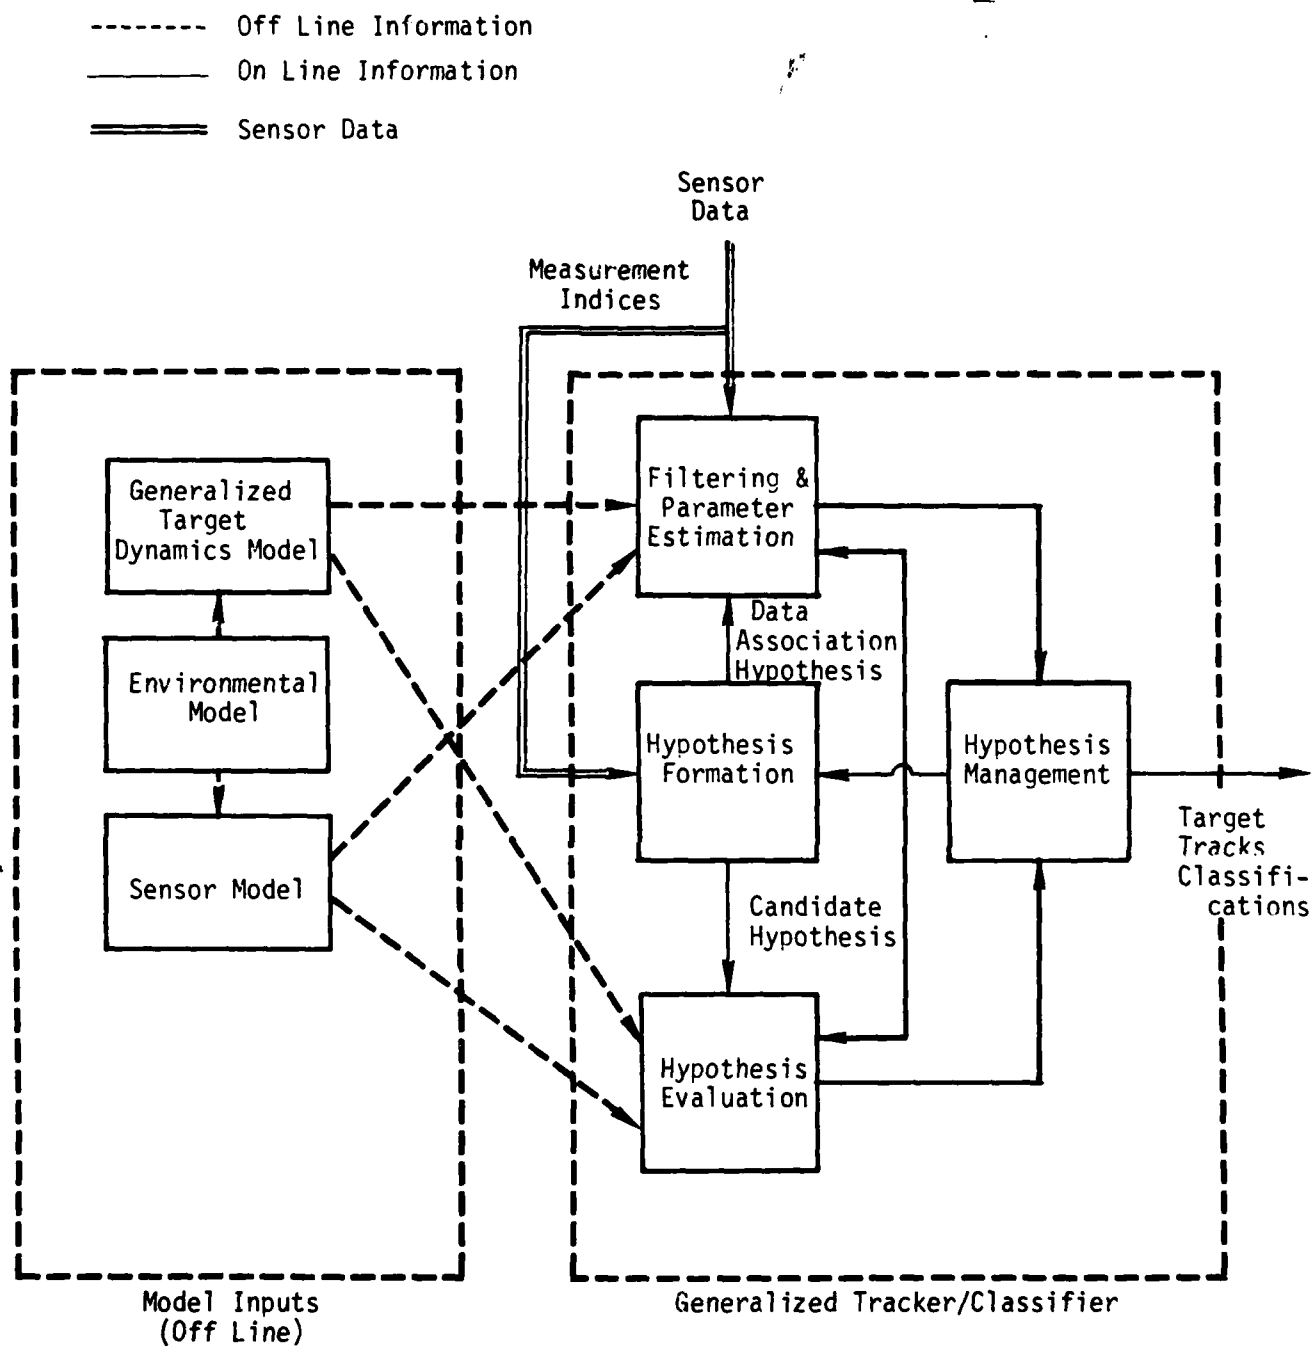 Off Line Information
On Line Information
Sensor Data
Sensor
Data
Measurement
Indices
Generalized
Target
Dynamics Model
Environmental
Model
Sensor Model
Filtering &
Parameter
Estimation
Data
Association
Hypothesis
Hypothesis
Formation
Hypothesis
Management
Target
Tracks
Classifi-
cations
Candidate
Hypothesis
Hypothesis
Evaluation
Model Inputs
(Off Line)
Generalized Tracker/Classifier